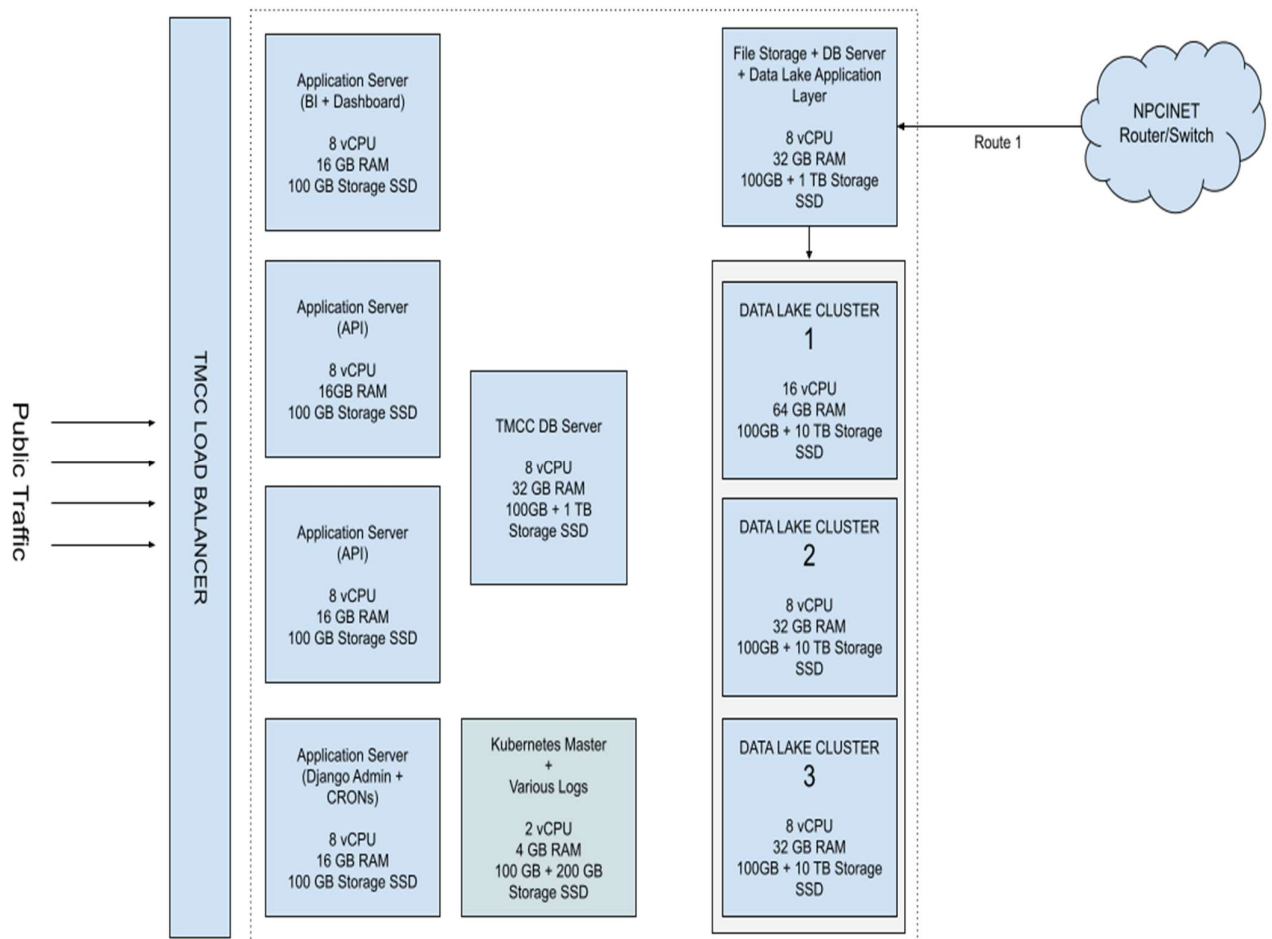 Public Traffic
TMCC LOAD BALANCER
Application Server
(BI + Dashboard)
8 vCPU
16 GB RAM
100 GB Storage SSD
Application Server
(API)
8 vCPU
16GB RAM
100 GB Storage SSD
Application Server
(API)
8 vCPU
16 GB RAM
100 GB Storage SSD
Application Server
(Django Admin +
CRONs)
8 vCPU
16 GB RAM
100 GB Storage SSD
TMCC DB Server
8 vCPU
32 GB RAM
100GB + 1 TB
Storage SSD
Kubernetes Master
+
Various Logs
2 vCPU
4 GB RAM
100 GB + 200 GB
Storage SSD
File Storage + DB Server
+ Data Lake Application
Layer
8 vCPU
32 GB RAM
100GB + 1 TB Storage
SSD
DATA LAKE CLUSTER
1
16 vCPU
64 GB RAM
100GB + 10 TB Storage
SSD
DATA LAKE CLUSTER
2
8 vCPU
32 GB RAM
100GB + 10 TB Storage
SSD
DATA LAKE CLUSTER
3
8 vCPU
32 GB RAM
100GB + 10 TB Storage
SSD
Route 1
NPCINET
Router/Switch